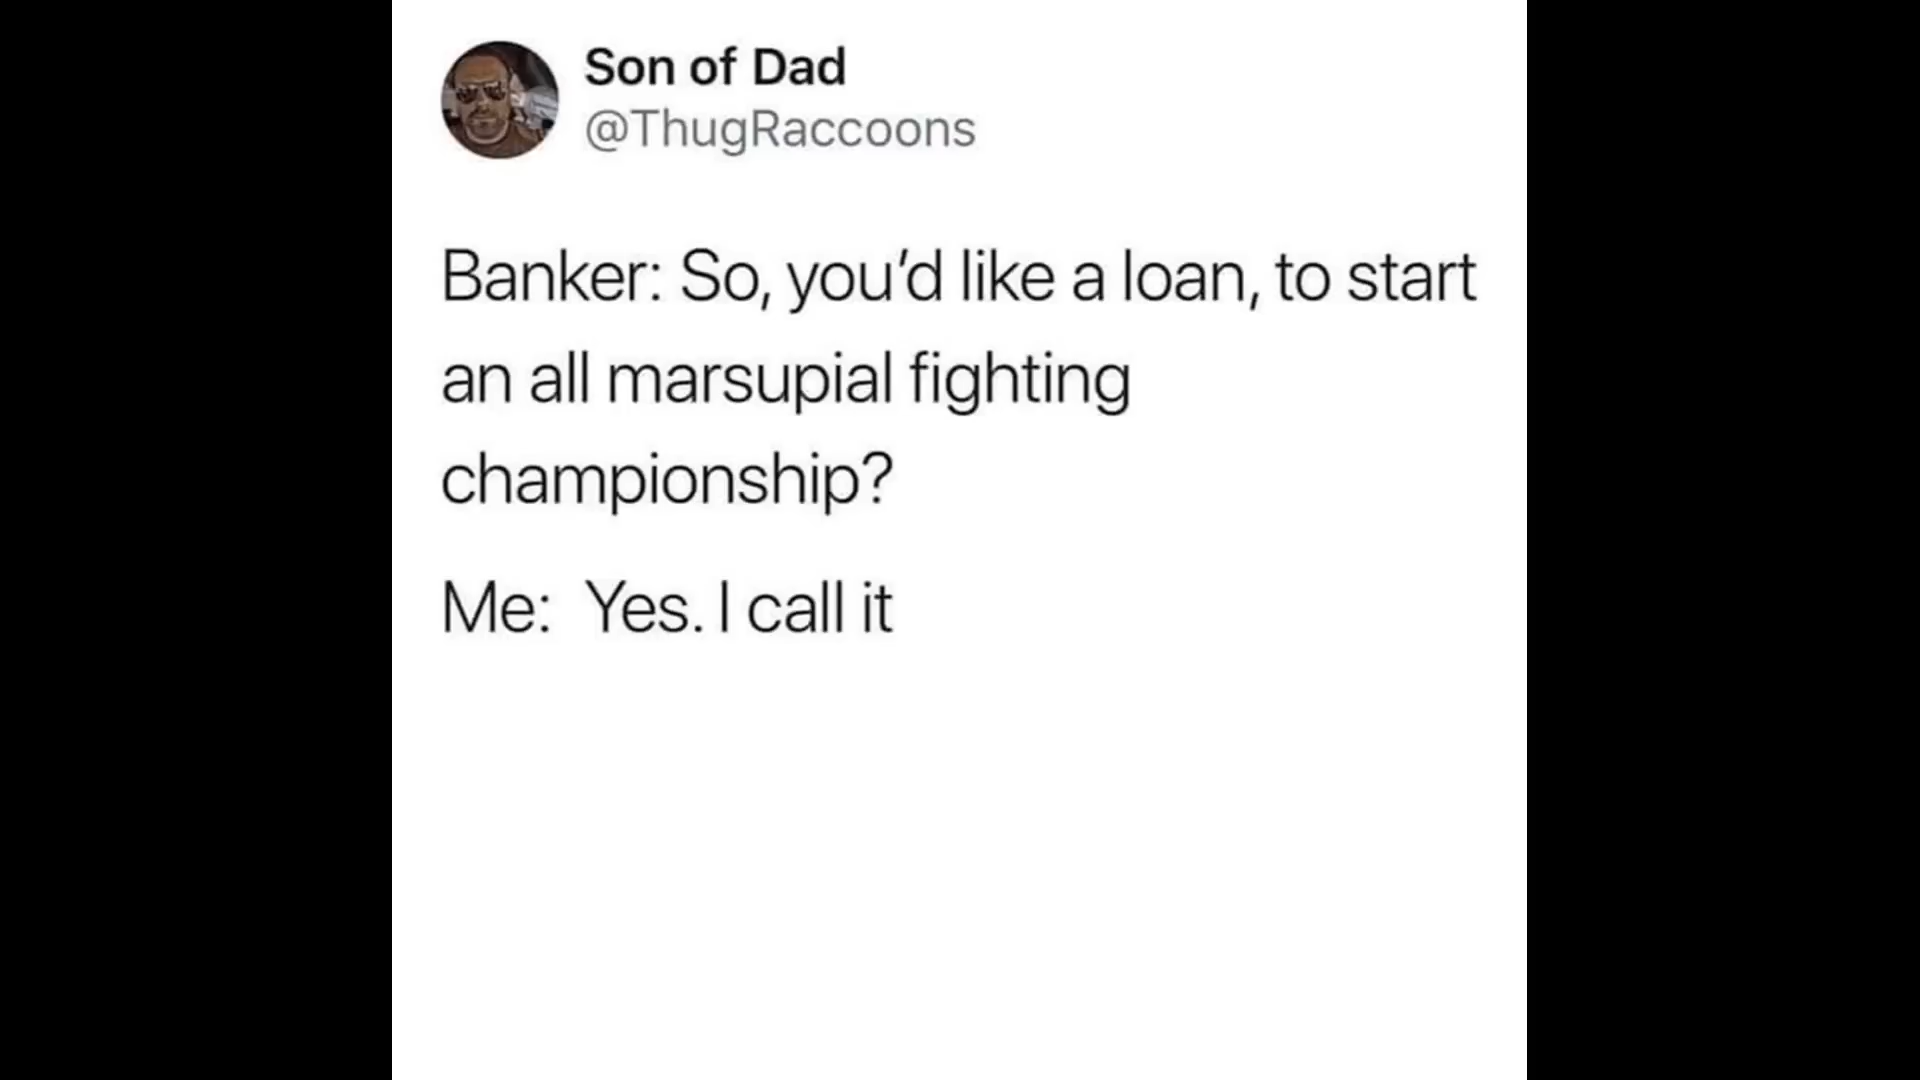 Son of Dad
@ThugRaccoons
Banker: So, you’d like a loan, to start
an all marsupial fighting
championship?
Me:  Yes. I call it